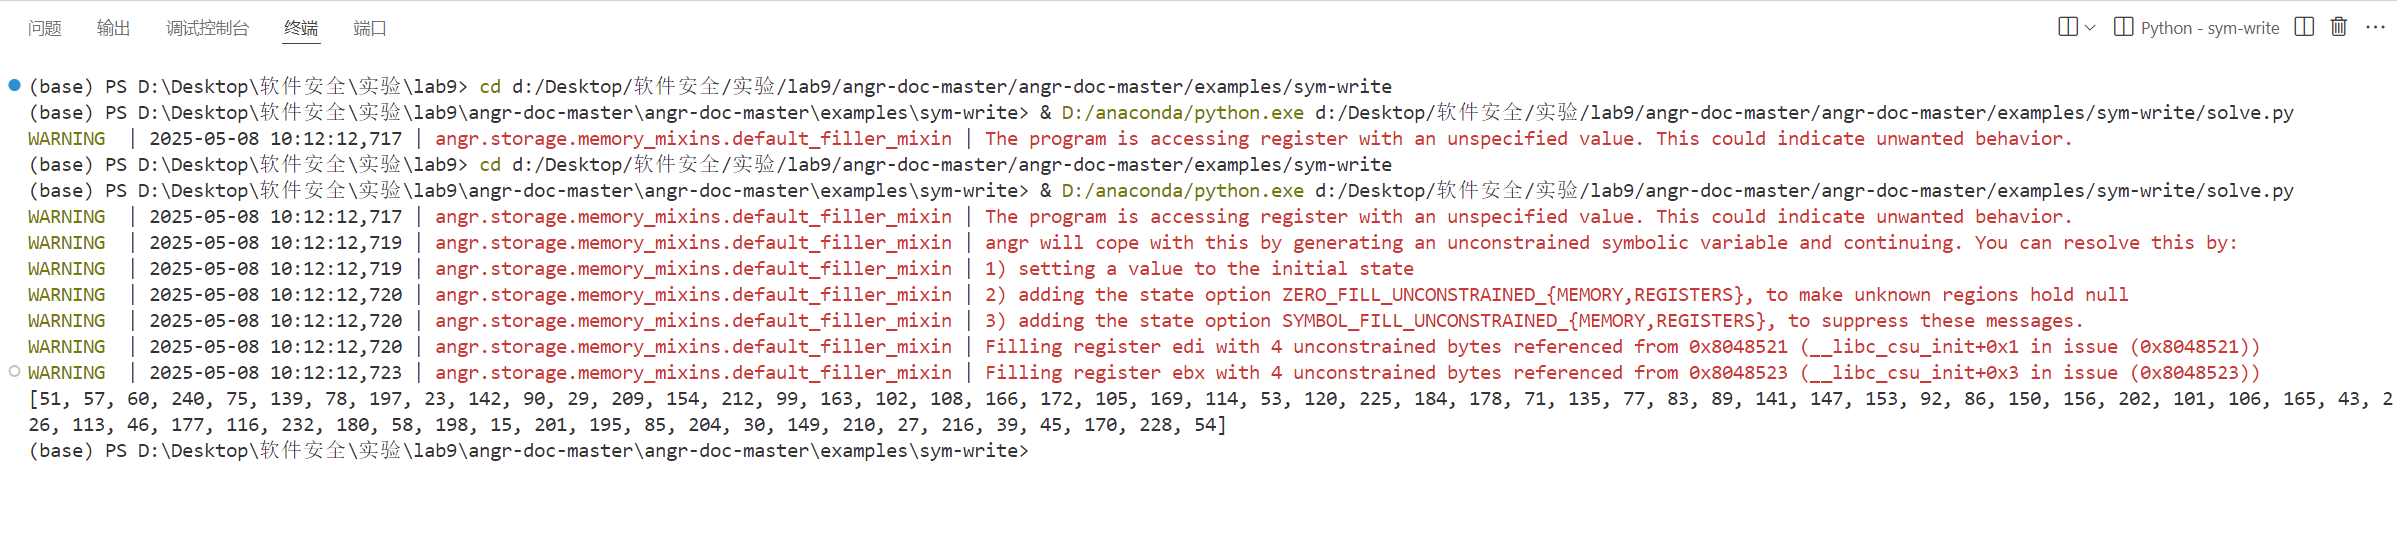 问题 输出 调试控制台 终端 端口 Python - sym-write
(base) PS D:\Desktop\软件安全\实验\lab9> cd d:/Desktop/软件安全/实验/lab9/angr-doc-master/angr-doc-master/examples/sym-write
(base) PS D:\Desktop\软件安全\实验\lab9\angr-doc-master\angr-doc-master\examples\sym-write> & D:/anaconda/python.exe d:/Desktop/软件安全/实验/lab9/angr-doc-master/angr-doc-master/examples/sym-write/solve.py
WARNING  | 2025-05-08 10:12:12,717 | angr.storage.memory_mixins.default_filler_mixin | The program is accessing register with an unspecified value. This could indicate unwanted behavior.
(base) PS D:\Desktop\软件安全\实验\lab9> cd d:/Desktop/软件安全/实验/lab9/angr-doc-master/angr-doc-master/examples/sym-write
(base) PS D:\Desktop\软件安全\实验\lab9\angr-doc-master\angr-doc-master\examples\sym-write> & D:/anaconda/python.exe d:/Desktop/软件安全/实验/lab9/angr-doc-master/angr-doc-master/examples/sym-write/solve.py
WARNING  | 2025-05-08 10:12:12,717 | angr.storage.memory_mixins.default_filler_mixin | The program is accessing register with an unspecified value. This could indicate unwanted behavior.
WARNING  | 2025-05-08 10:12:12,719 | angr.storage.memory_mixins.default_filler_mixin | angr will cope with this by generating an unconstrained symbolic variable and continuing. You can resolve this by:
WARNING  | 2025-05-08 10:12:12,719 | angr.storage.memory_mixins.default_filler_mixin | 1) setting a value to the initial state
WARNING  | 2025-05-08 10:12:12,720 | angr.storage.memory_mixins.default_filler_mixin | 2) adding the state option ZERO_FILL_UNCONSTRAINED_{MEMORY,REGISTERS}, to make unknown regions hold null
WARNING  | 2025-05-08 10:12:12,720 | angr.storage.memory_mixins.default_filler_mixin | 3) adding the state option SYMBOL_FILL_UNCONSTRAINED_{MEMORY,REGISTERS}, to suppress these messages.
WARNING  | 2025-05-08 10:12:12,720 | angr.storage.memory_mixins.default_filler_mixin | Filling register edi with 4 unconstrained bytes referenced from 0x8048521 (__libc_csu_init+0x1 in issue (0x8048521))
WARNING  | 2025-05-08 10:12:12,723 | angr.storage.memory_mixins.default_filler_mixin | Filling register ebx with 4 unconstrained bytes referenced from 0x8048523 (__libc_csu_init+0x3 in issue (0x8048523))
[51, 57, 60, 240, 75, 139, 78, 197, 23, 142, 90, 29, 209, 154, 212, 99, 163, 102, 108, 166, 172, 105, 169, 114, 53, 120, 225, 184, 178, 71, 135, 77, 83, 89, 141, 147, 153, 92, 86, 150, 156, 202, 101, 106, 165, 43, 2
26, 113, 46, 177, 116, 232, 180, 58, 198, 15, 201, 195, 85, 204, 30, 149, 210, 27, 216, 39, 45, 170, 228, 54]
(base) PS D:\Desktop\软件安全\实验\lab9\angr-doc-master\angr-doc-master\examples\sym-write>